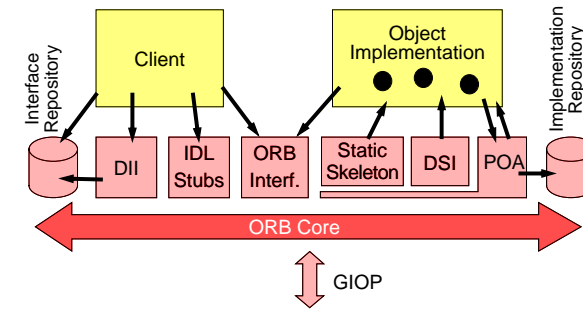 Client
Object
Implementation
Interface
Repository
Implementation
Repository
DII
IDL
Stubs
ORB
Interf.
Static
Skeleton
DSI
POA
ORB Core
GIOP